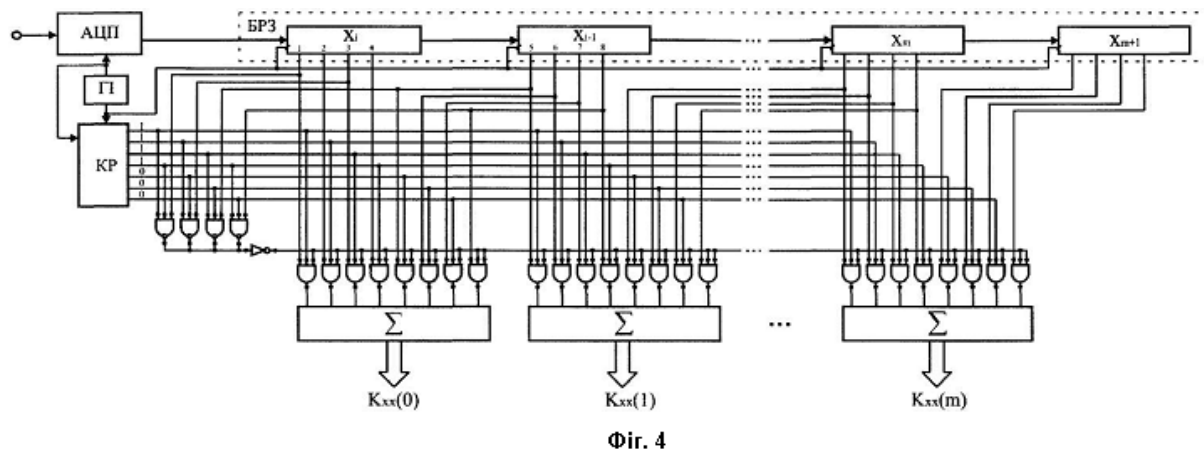 БРЗ
АЦП
Xi
Xi-1
...
Xm
Xm+1
1 2 3 4
5 6 7 8
...
ГІ
КР
1
1
1
1
0
0
0
...
Σ
Σ
...
Σ
Kxx(0)
Kxx(1)
Kxx(m)
Фіг. 4